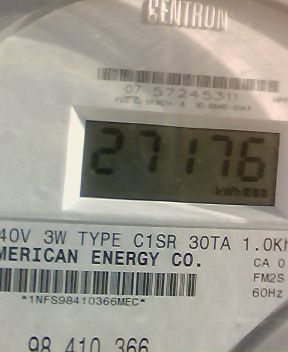 CENTRON
07 57245311
27176
kWh
40V 3W TYPE C1SR 30TA 1.0Kh
MERICAN ENERGY CO.
CA 0
FM2S
60Hz
*1NFS98410366MEC*
98 410 366